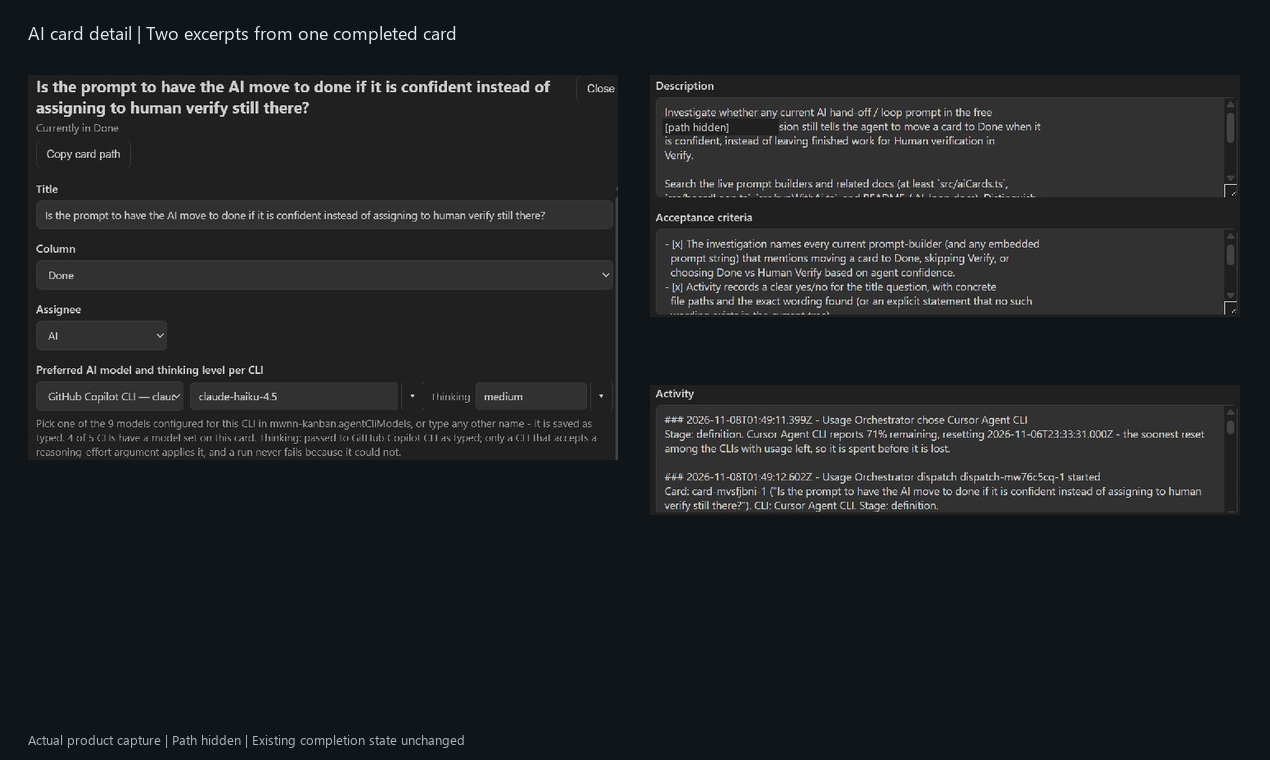 AI card detail | Two excerpts from one completed card
Is the prompt to have the AI move to done if it is confident instead of
assigning to human verify still there?
Close
Currently in Done
Copy card path
Title
Is the prompt to have the AI move to done if it is confident instead of assigning to human verify still there?
Column
Done
Assignee
AI
Preferred AI model and thinking level per CLI
GitHub Copilot CLI — clau
claude-haiku-4.5
Thinking
medium
Pick one of the 9 models configured for this CLI in mwnn-kanban.agentCliModels, or type any other name - it is saved as
typed. 4 of 5 CLIs have a model set on this card. Thinking: passed to GitHub Copilot CLI as typed; only a CLI that accepts a
reasoning-effort argument applies it, and a run never fails because it could not.
Description
Investigate whether any current AI hand-off / loop prompt in the free
[path hidden] sion still tells the agent to move a card to Done when it
is confident, instead of leaving finished work for Human verification in
Verify.
Search the live prompt builders and related docs (at least `src/aiCards.ts`,
Acceptance criteria
- [x] The investigation names every current prompt-builder (and any embedded
prompt string) that mentions moving a card to Done, skipping Verify, or
choosing Done vs Human Verify based on agent confidence.
- [x] Activity records a clear yes/no for the title question, with concrete
file paths and the exact wording found (or an explicit statement that no such
Activity
### 2026-11-08T01:49:11.399Z - Usage Orchestrator chose Cursor Agent CLI
Stage: definition. Cursor Agent CLI reports 71% remaining, resetting 2026-11-06T23:33:31.000Z - the soonest reset
among the CLIs with usage left, so it is spent before it is lost.
### 2026-11-08T01:49:12.602Z - Usage Orchestrator dispatch dispatch-mw76c5cq-1 started
Card: card-mvsfjbni-1 ("Is the prompt to have the AI move to done if it is confident instead of assigning to human
verify still there?"). CLI: Cursor Agent CLI. Stage: definition.
Actual product capture | Path hidden | Existing completion state unchanged